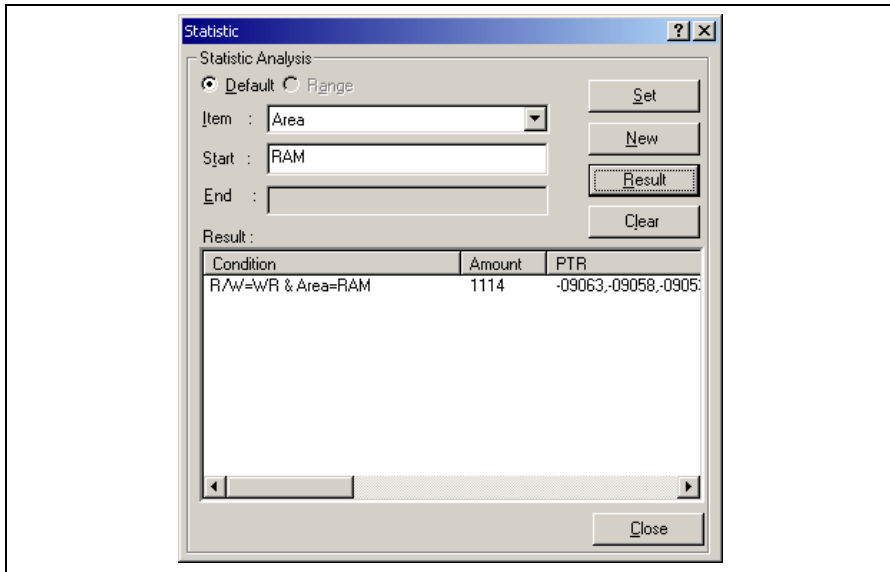 Statistic
Statistic Analysis
Default Range
Item : Area
Start : RAM
End :
Set
New
Result
Clear
Result :
Condition Amount PTR
R/W=WR & Area=RAM 1114 -09063,-09058,-0905
Close